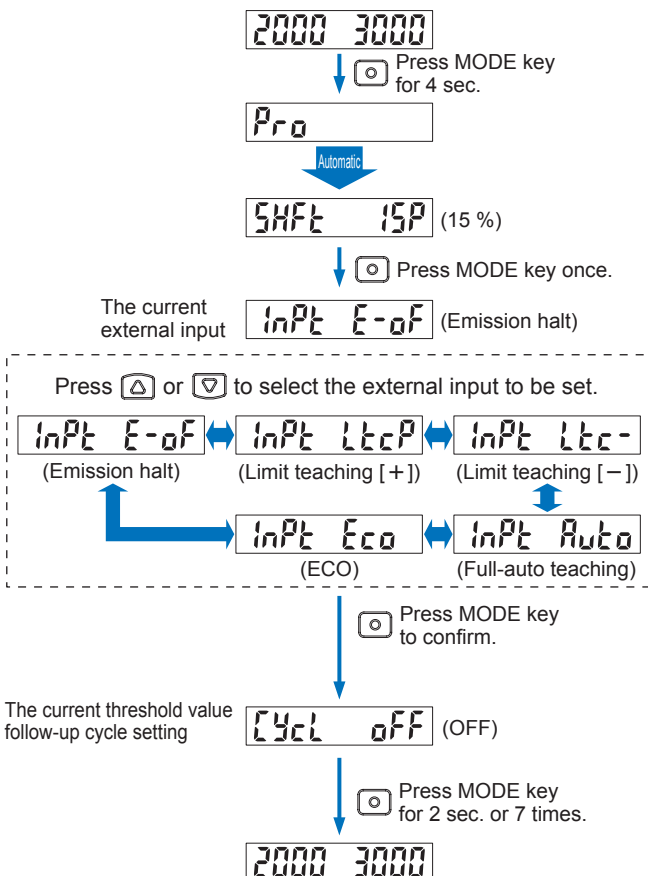 2000 3000
Press MODE key
for 4 sec.
Pro
Automatic
SHFt 15P (15 %)
Press MODE key once.
The current
external input
InPt E-oF (Emission halt)
Press △ or ▽ to select the external input to be set.
InPt E-oF InPt LtcP InPt Ltc-
(Emission halt) (Limit teaching [+]) (Limit teaching [−])
InPt Eco InPt Auto
(ECO) (Full-auto teaching)
Press MODE key
to confirm.
The current threshold value
follow-up cycle setting
CYcL oFF (OFF)
Press MODE key
for 2 sec. or 7 times.
2000 3000